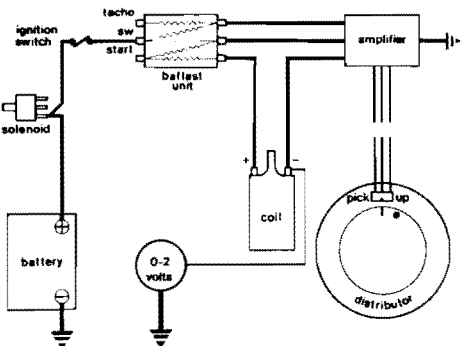 tacho
ignition
switch
sw
start
ballast
unit
amplifier
solenoid
+
−
pick up
coil
battery
0-2
volts
distributor